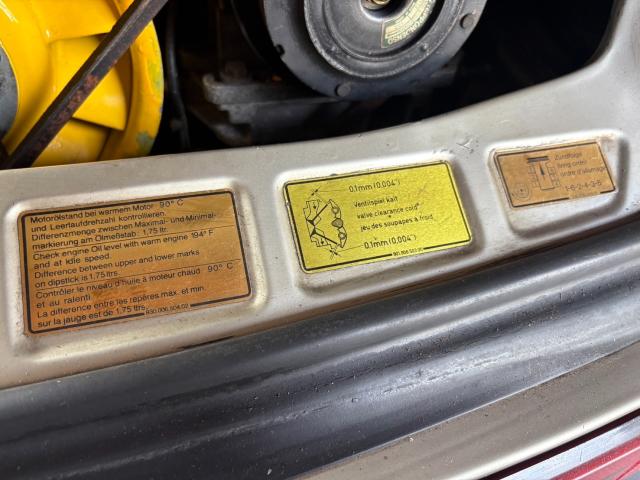 Motorölstand bei warmem Motor 90° C
und Leerlaufdrehzahl kontrollieren.
Differenzmenge zwischen Maximal- und Minimal-
markierung am Ölmeßstab: 1,75 ltr.
Check engine Oil level with warm engine 194° F
and at idle speed.
Difference between upper and lower marks
on dipstick is 1.75 ltrs.
Contrôler le niveau d'huile à moteur chaud 90° C
et au ralenti
La différence entre les repères max. et min.
sur la jauge est de 1.75 ltrs.
930.006.504.02
0.1mm (0.004")
Ventilspiel kalt
valve clearance cold
jeu des soupapes à froid
0.1mm (0.004")
Zündfolge
firing order
ordre d'allumage
1-6-2-4-3-5